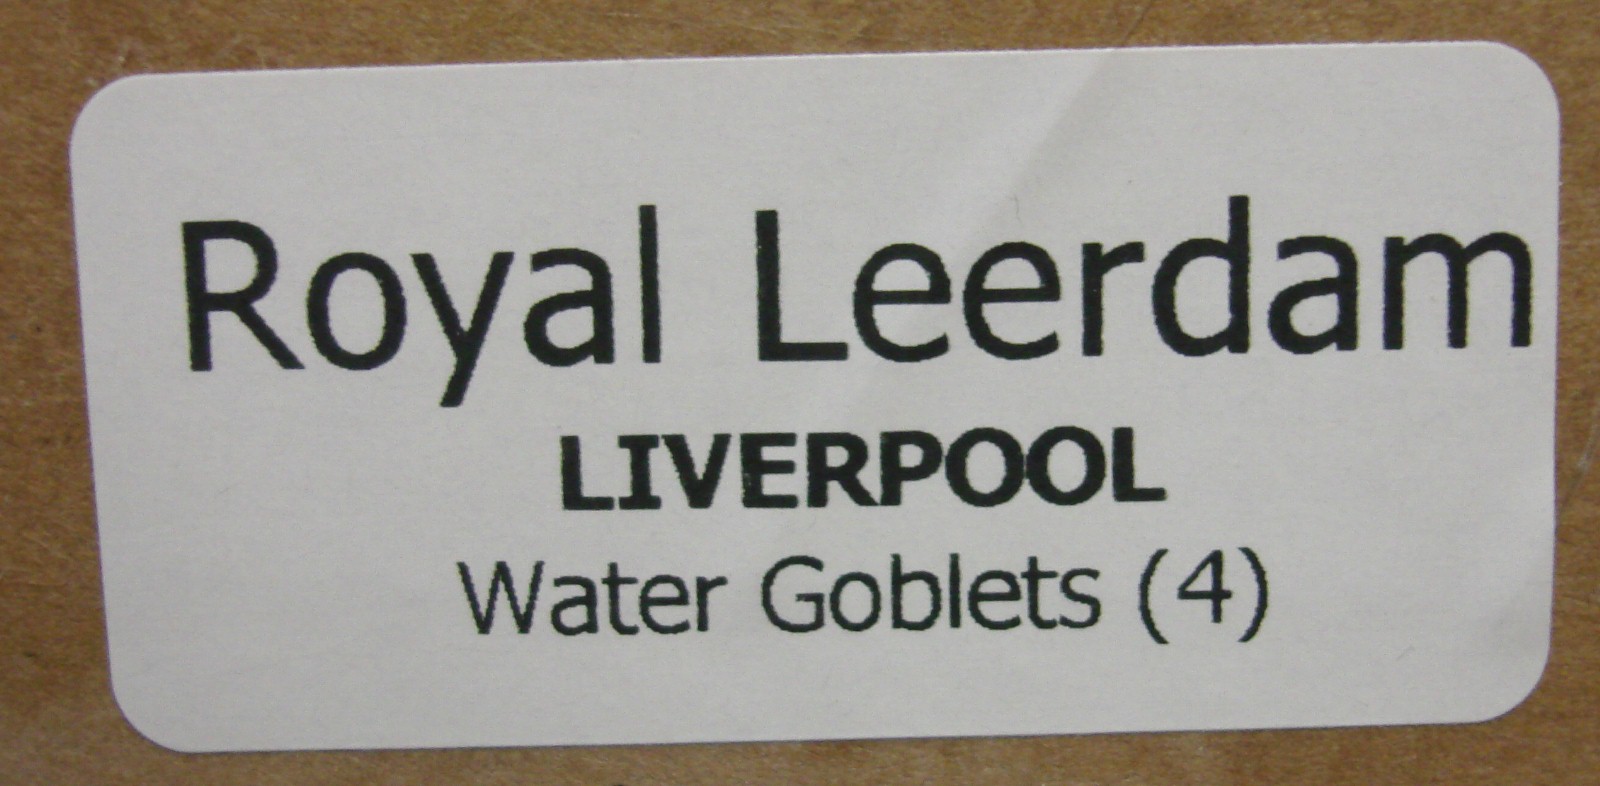 Royal Leerdam
LIVERPOOL
Water Goblets (4)